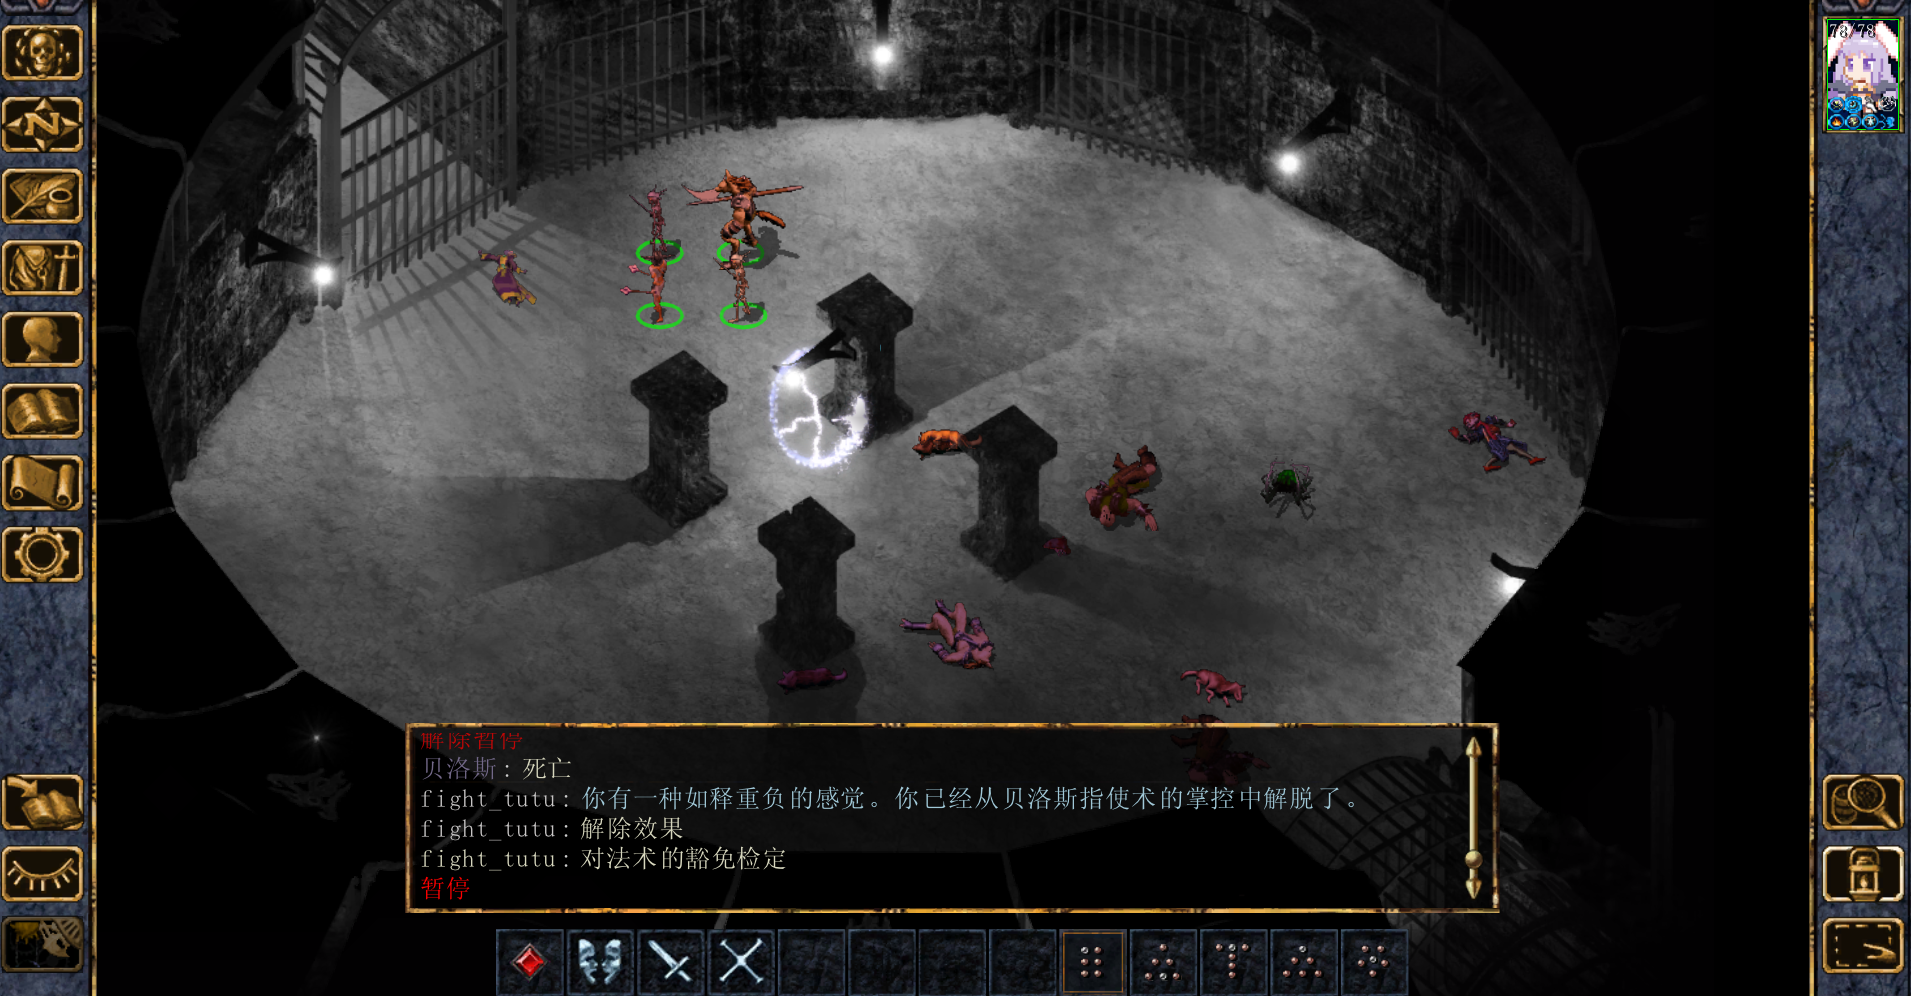 78/78
解除暂停
贝洛斯: 死亡
fight_tutu: 你有一种如释重负的感觉。你已经从贝洛斯指使术的掌控中解脱了。
fight_tutu: 解除效果
fight_tutu: 对法术的豁免检定
暂停